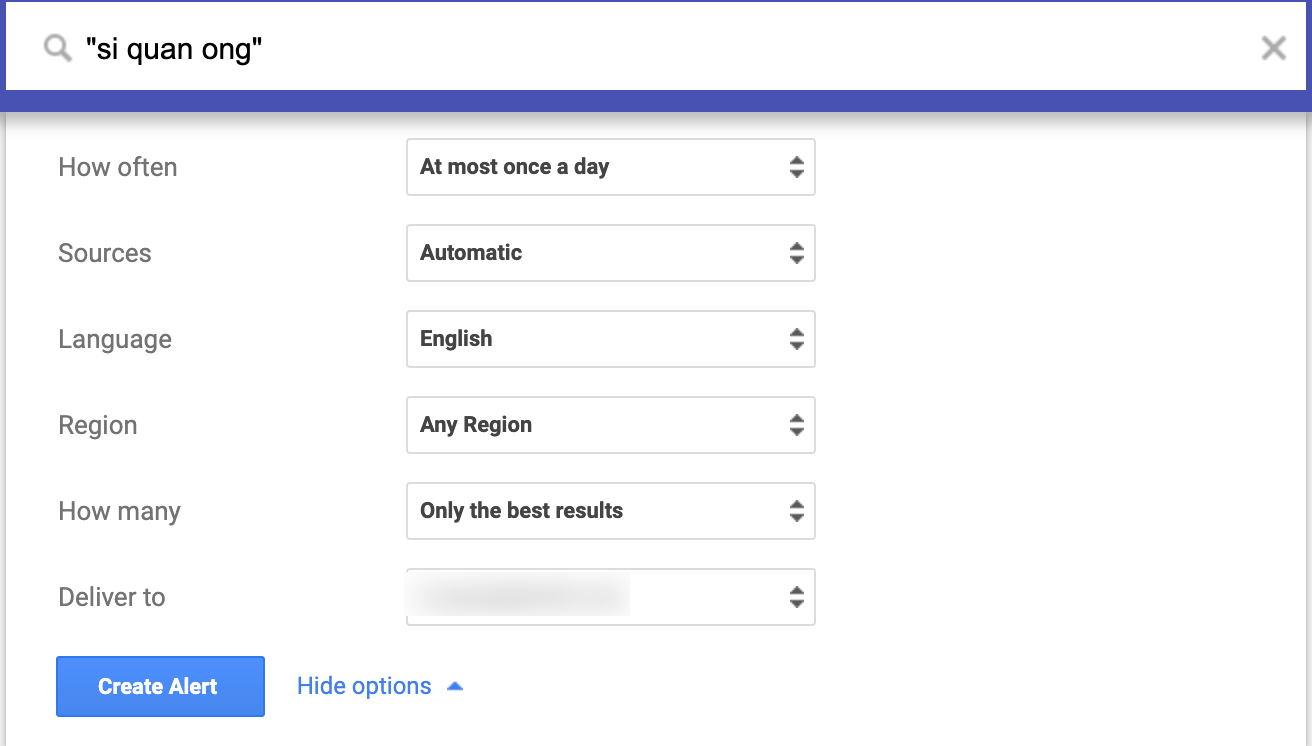 "si quan ong"
How often At most once a day
Sources Automatic
Language English
Region Any Region
How many Only the best results
Deliver to
Create Alert Hide options